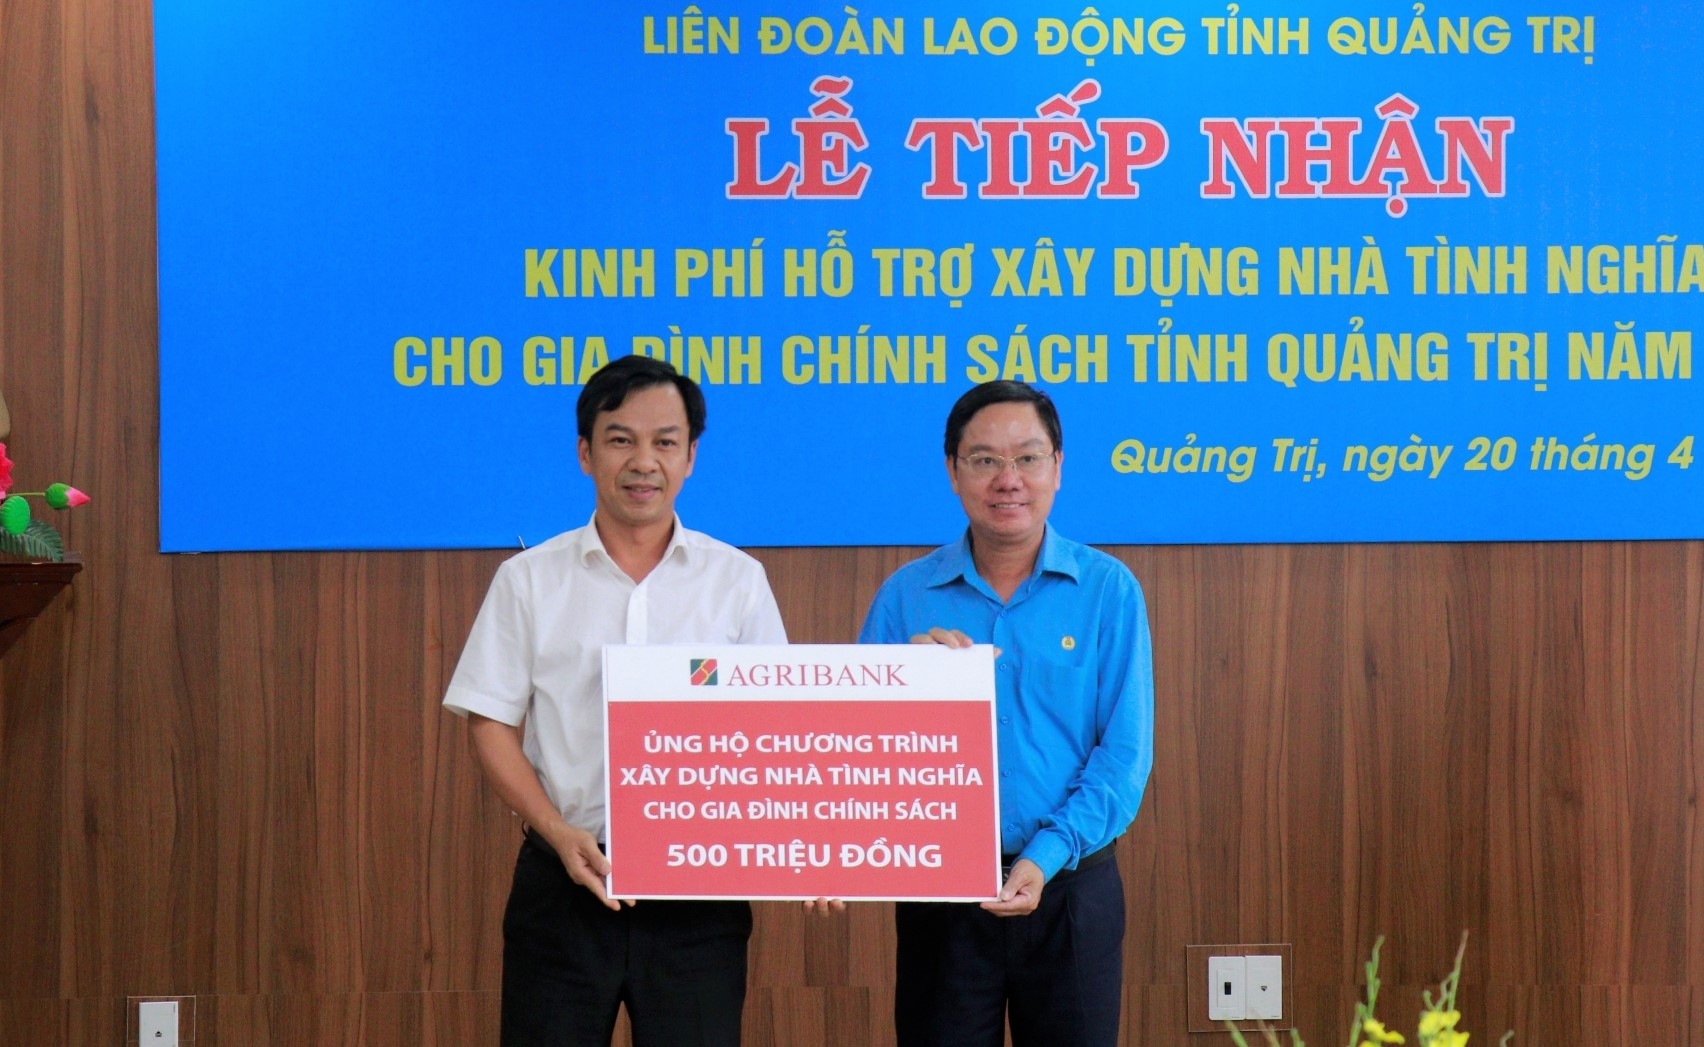 LIÊN ĐOÀN LAO ĐỘNG TỈNH QUẢNG TRỊ
LỄ TIẾP NHẬN
KINH PHÍ HỖ TRỢ XÂY DỰNG NHÀ TÌNH NGHĨA
CHO GIA ĐÌNH CHÍNH SÁCH TỈNH QUẢNG TRỊ NĂM
Quảng Trị, ngày 20 tháng 4
AGRIBANK
ỦNG HỘ CHƯƠNG TRÌNH
XÂY DỰNG NHÀ TÌNH NGHĨA
CHO GIA ĐÌNH CHÍNH SÁCH
500 TRIỆU ĐỒNG